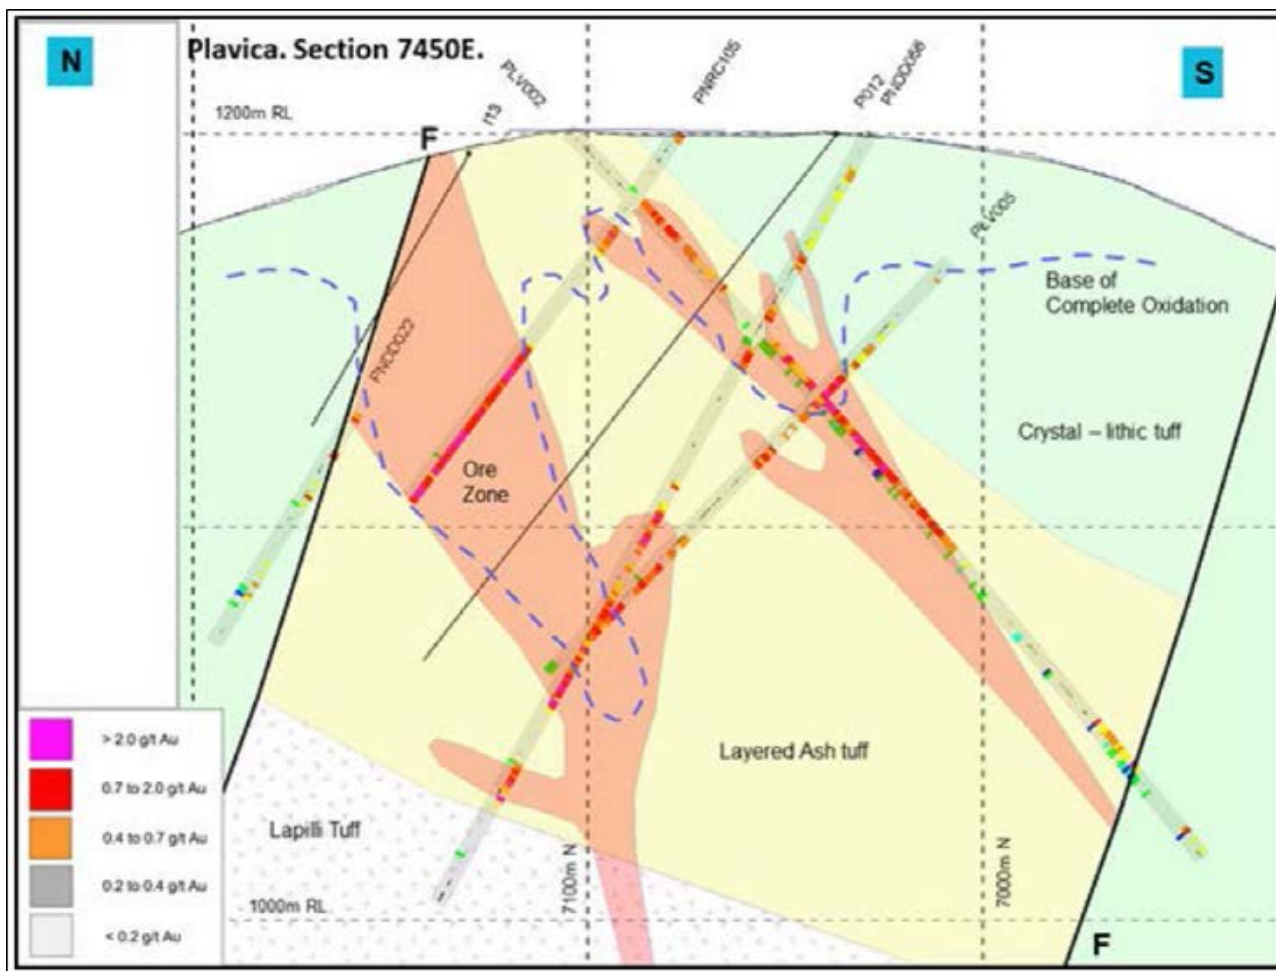 N
Plavica. Section 7450E.
S
PLV002
PNRC105
P012
PNDD056
I13
1200m RL
F
PLV005
Base of
Complete Oxidation
PNDD022
Crystal – lithic tuff
Ore
Zone
Layered Ash tuff
Lapilli Tuff
> 2.0 g/t Au
0.7 to 2.0 g/t Au
0.4 to 0.7 g/t Au
0.2 to 0.4 g/t Au
< 0.2 g/t Au
7100m N
7000m N
1000m RL
F